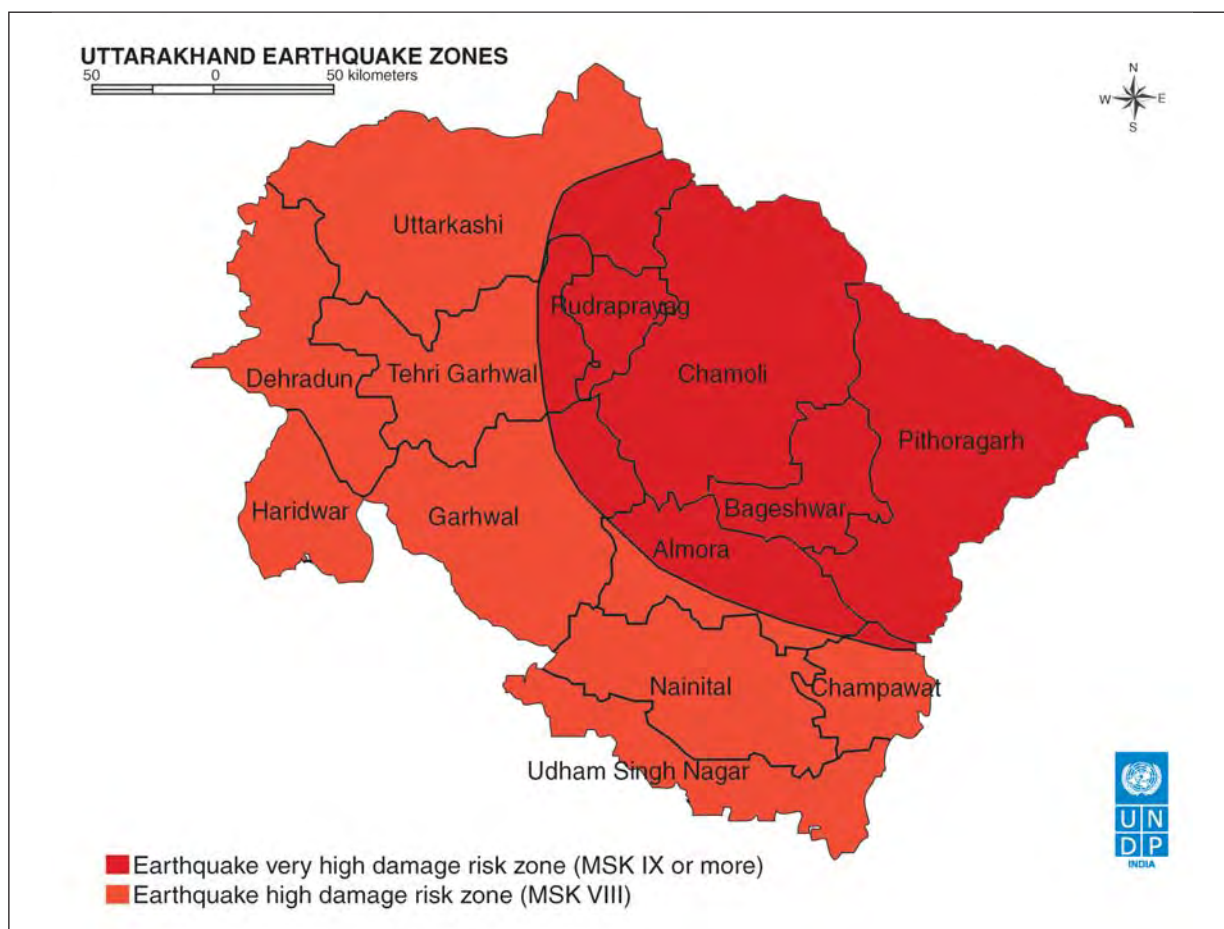 UTTARAKHAND EARTHQUAKE ZONES
50 0 50 kilometers
N
W E
S
Uttarkashi
Rudraprayag
Dehradun
Tehri Garhwal
Chamoli
Pithoragarh
Haridwar
Garhwal
Bageshwar
Almora
Nainital
Champawat
Udham Singh Nagar
U N
D P
INDIA
Earthquake very high damage risk zone (MSK IX or more)
Earthquake high damage risk zone (MSK VIII)